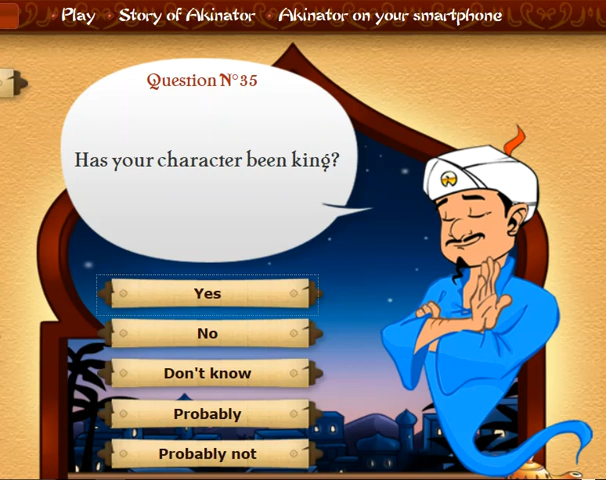 Play · Story of Akinator · Akinator on your smartphone
Question N°35
Has your character been king?
Yes
No
Don't know
Probably
Probably not